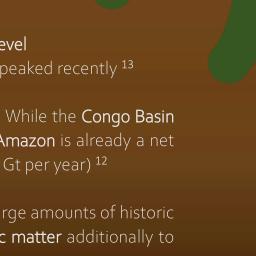 evel
peaked recently 13
. While the Congo Basin
Amazon is already a net
Gt per year) 12
rge amounts of historic
c matter additionally to